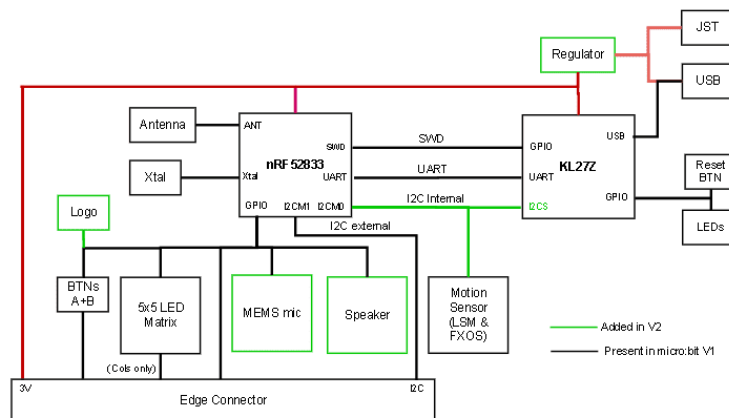 JST
Regulator
USB
Antenna
ANT
nRF52833
SWD
SWD
GPIO
USB
KL27Z
Xtal
Xtal
UART
UART
UART
Reset
BTN
GPIO
I2CM1
I2CM0
I2C Internal
I2CS
GPIO
Logo
I2C external
LEDs
BTNs
A+B
5x5 LED
Matrix
MEMS mic
Speaker
Motion
Sensor
(LSM &
FXOS)
Added in V2
Present in micro:bit V1
(Cols only)
3V
I2C
Edge Connector